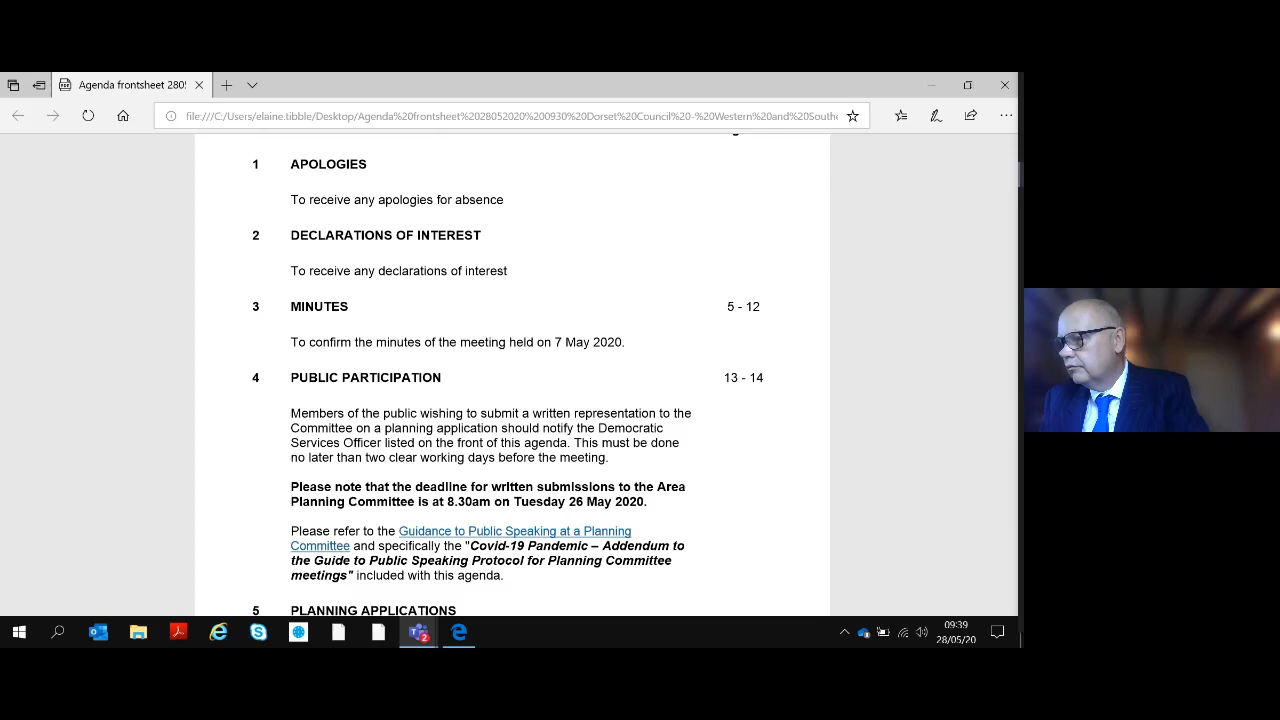 Agenda frontsheet 2805
file:///C:/Users/elaine.tibble/Desktop/Agenda%20frontsheet%2028052020%200930%20Dorset%20Council%20-%20Western%20and%20Southe
1 APOLOGIES
To receive any apologies for absence
2 DECLARATIONS OF INTEREST
To receive any declarations of interest
3 MINUTES 5 - 12
To confirm the minutes of the meeting held on 7 May 2020.
4 PUBLIC PARTICIPATION 13 - 14
Members of the public wishing to submit a written representation to the
Committee on a planning application should notify the Democratic
Services Officer listed on the front of this agenda. This must be done
no later than two clear working days before the meeting.
Please note that the deadline for written submissions to the Area
Planning Committee is at 8.30am on Tuesday 26 May 2020.
Please refer to the Guidance to Public Speaking at a Planning
Committee and specifically the "Covid-19 Pandemic – Addendum to
the Guide to Public Speaking Protocol for Planning Committee
meetings" included with this agenda.
5 PLANNING APPLICATIONS
09:39
28/05/20